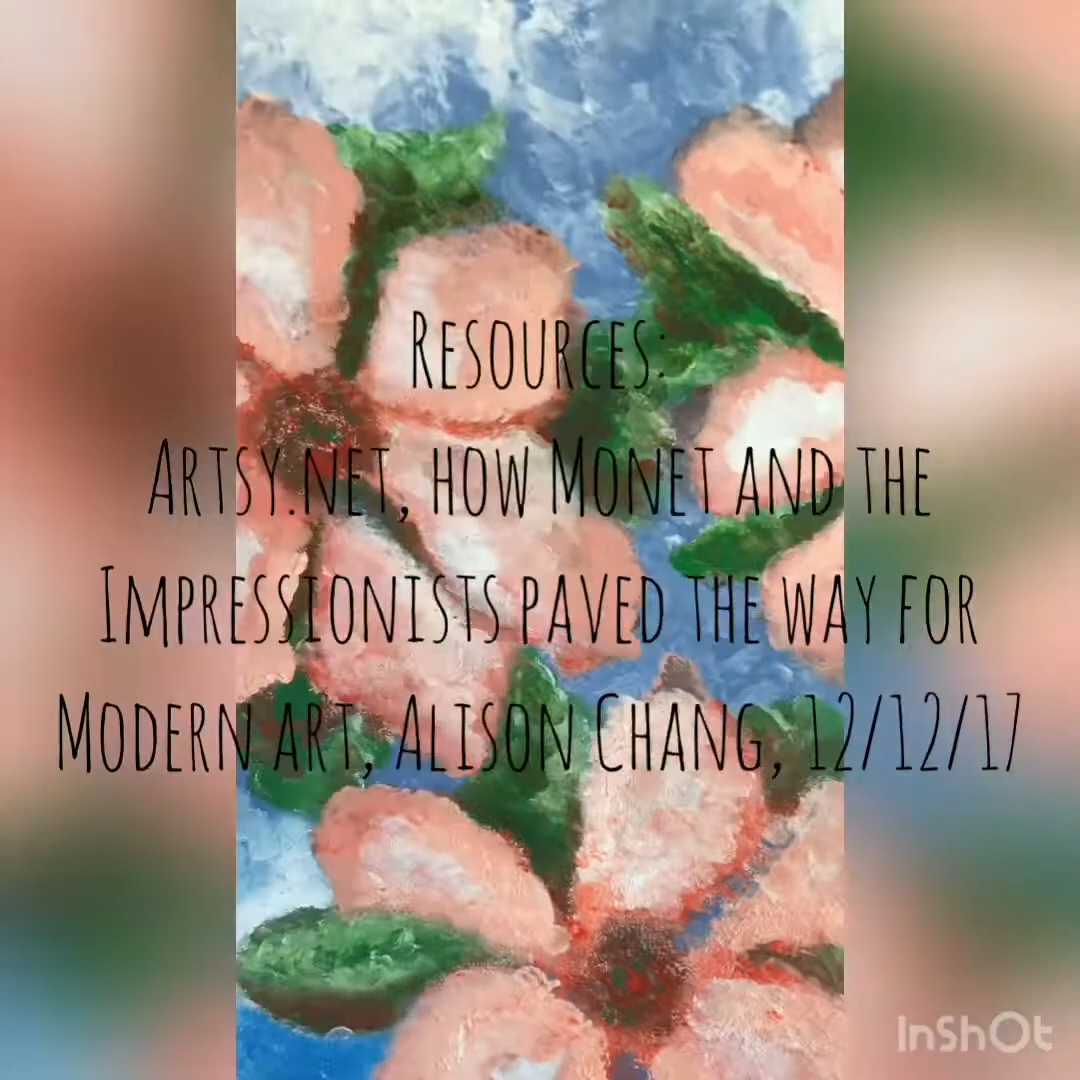 Resources:
Artsy.net, how Monet and the
Impressionists paved the way for
Modern art, Alison Chang, 12/12/17
InShOt